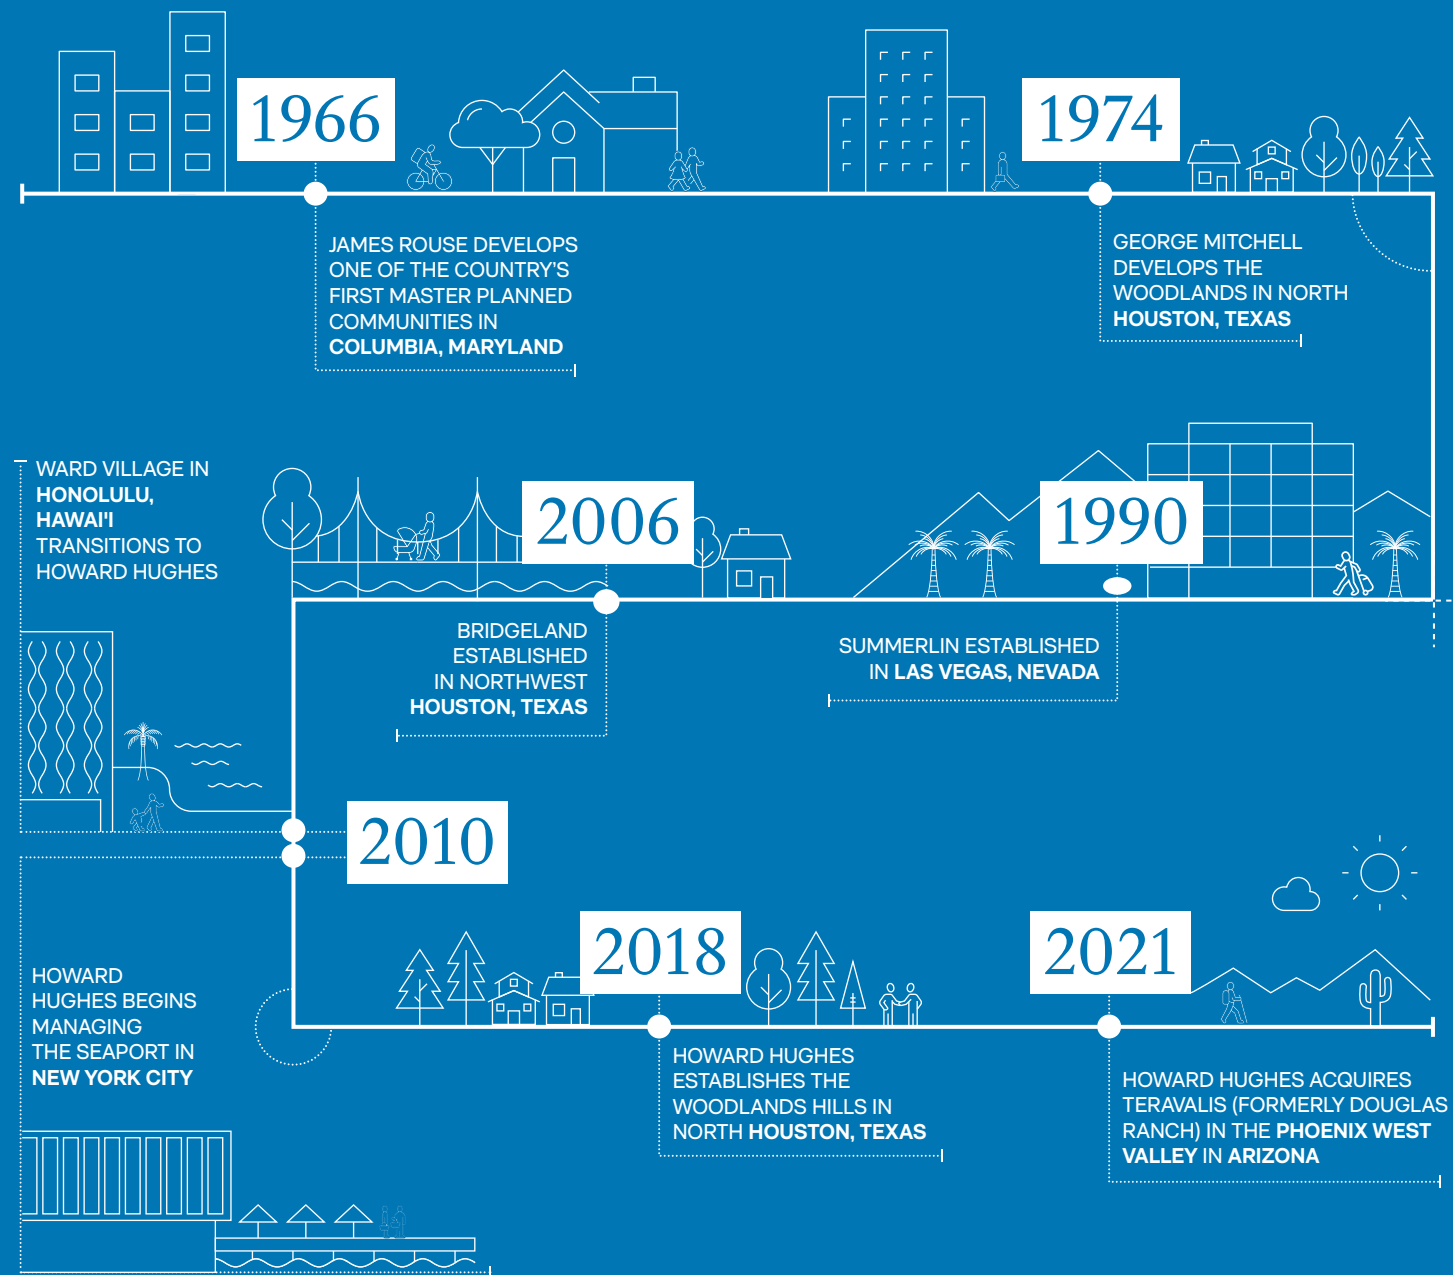 1966
JAMES ROUSE DEVELOPS
ONE OF THE COUNTRY'S
FIRST MASTER PLANNED
COMMUNITIES IN
COLUMBIA, MARYLAND
1974
GEORGE MITCHELL
DEVELOPS THE
WOODLANDS IN NORTH
HOUSTON, TEXAS
1990
SUMMERLIN ESTABLISHED
IN LAS VEGAS, NEVADA
2006
BRIDGELAND
ESTABLISHED
IN NORTHWEST
HOUSTON, TEXAS
2010
WARD VILLAGE IN
HONOLULU,
HAWAI'I
TRANSITIONS TO
HOWARD HUGHES
HOWARD
HUGHES BEGINS
MANAGING
THE SEAPORT IN
NEW YORK CITY
2018
HOWARD HUGHES
ESTABLISHES THE
WOODLANDS HILLS IN
NORTH HOUSTON, TEXAS
2021
HOWARD HUGHES ACQUIRES
TERAVALIS (FORMERLY DOUGLAS
RANCH) IN THE PHOENIX WEST
VALLEY IN ARIZONA